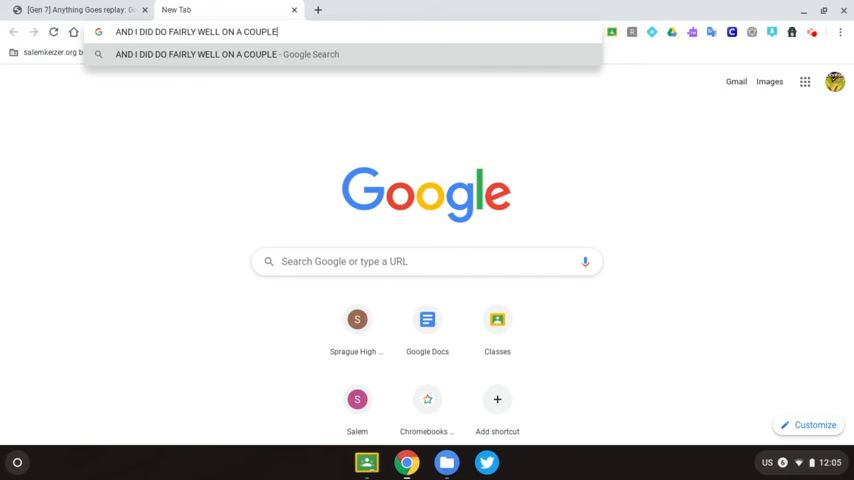 [Gen 7] Anything Goes replay: Gu
New Tab
AND I DID DO FAIRLY WELL ON A COUPLE
AND I DID DO FAIRLY WELL ON A COUPLE - Google Search
salemkeizer.org b
Gmail Images
Google
Search Google or type a URL
S
Sprague High ...
Google Docs
Classes
S
Salem
Chromebooks ...
Add shortcut
Customize
US 6 12:05